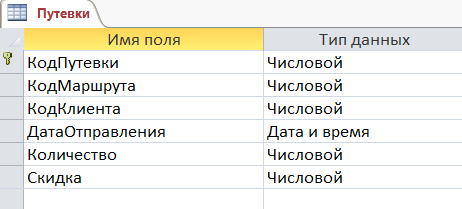 Путевки
Имя поля Тип данных
КодПутевки Числовой
КодМаршрута Числовой
КодКлиента Числовой
ДатаОтправления Дата и время
Количество Числовой
Скидка Числовой